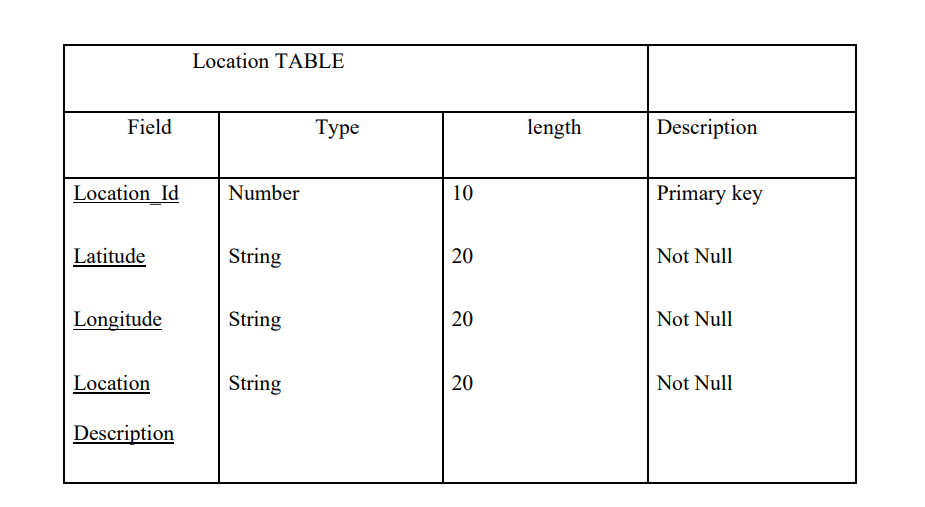 Location TABLE
Field Type length Description
Location_Id Number 10 Primary key
Latitude String 20 Not Null
Longitude String 20 Not Null
Location String 20 Not Null
Description